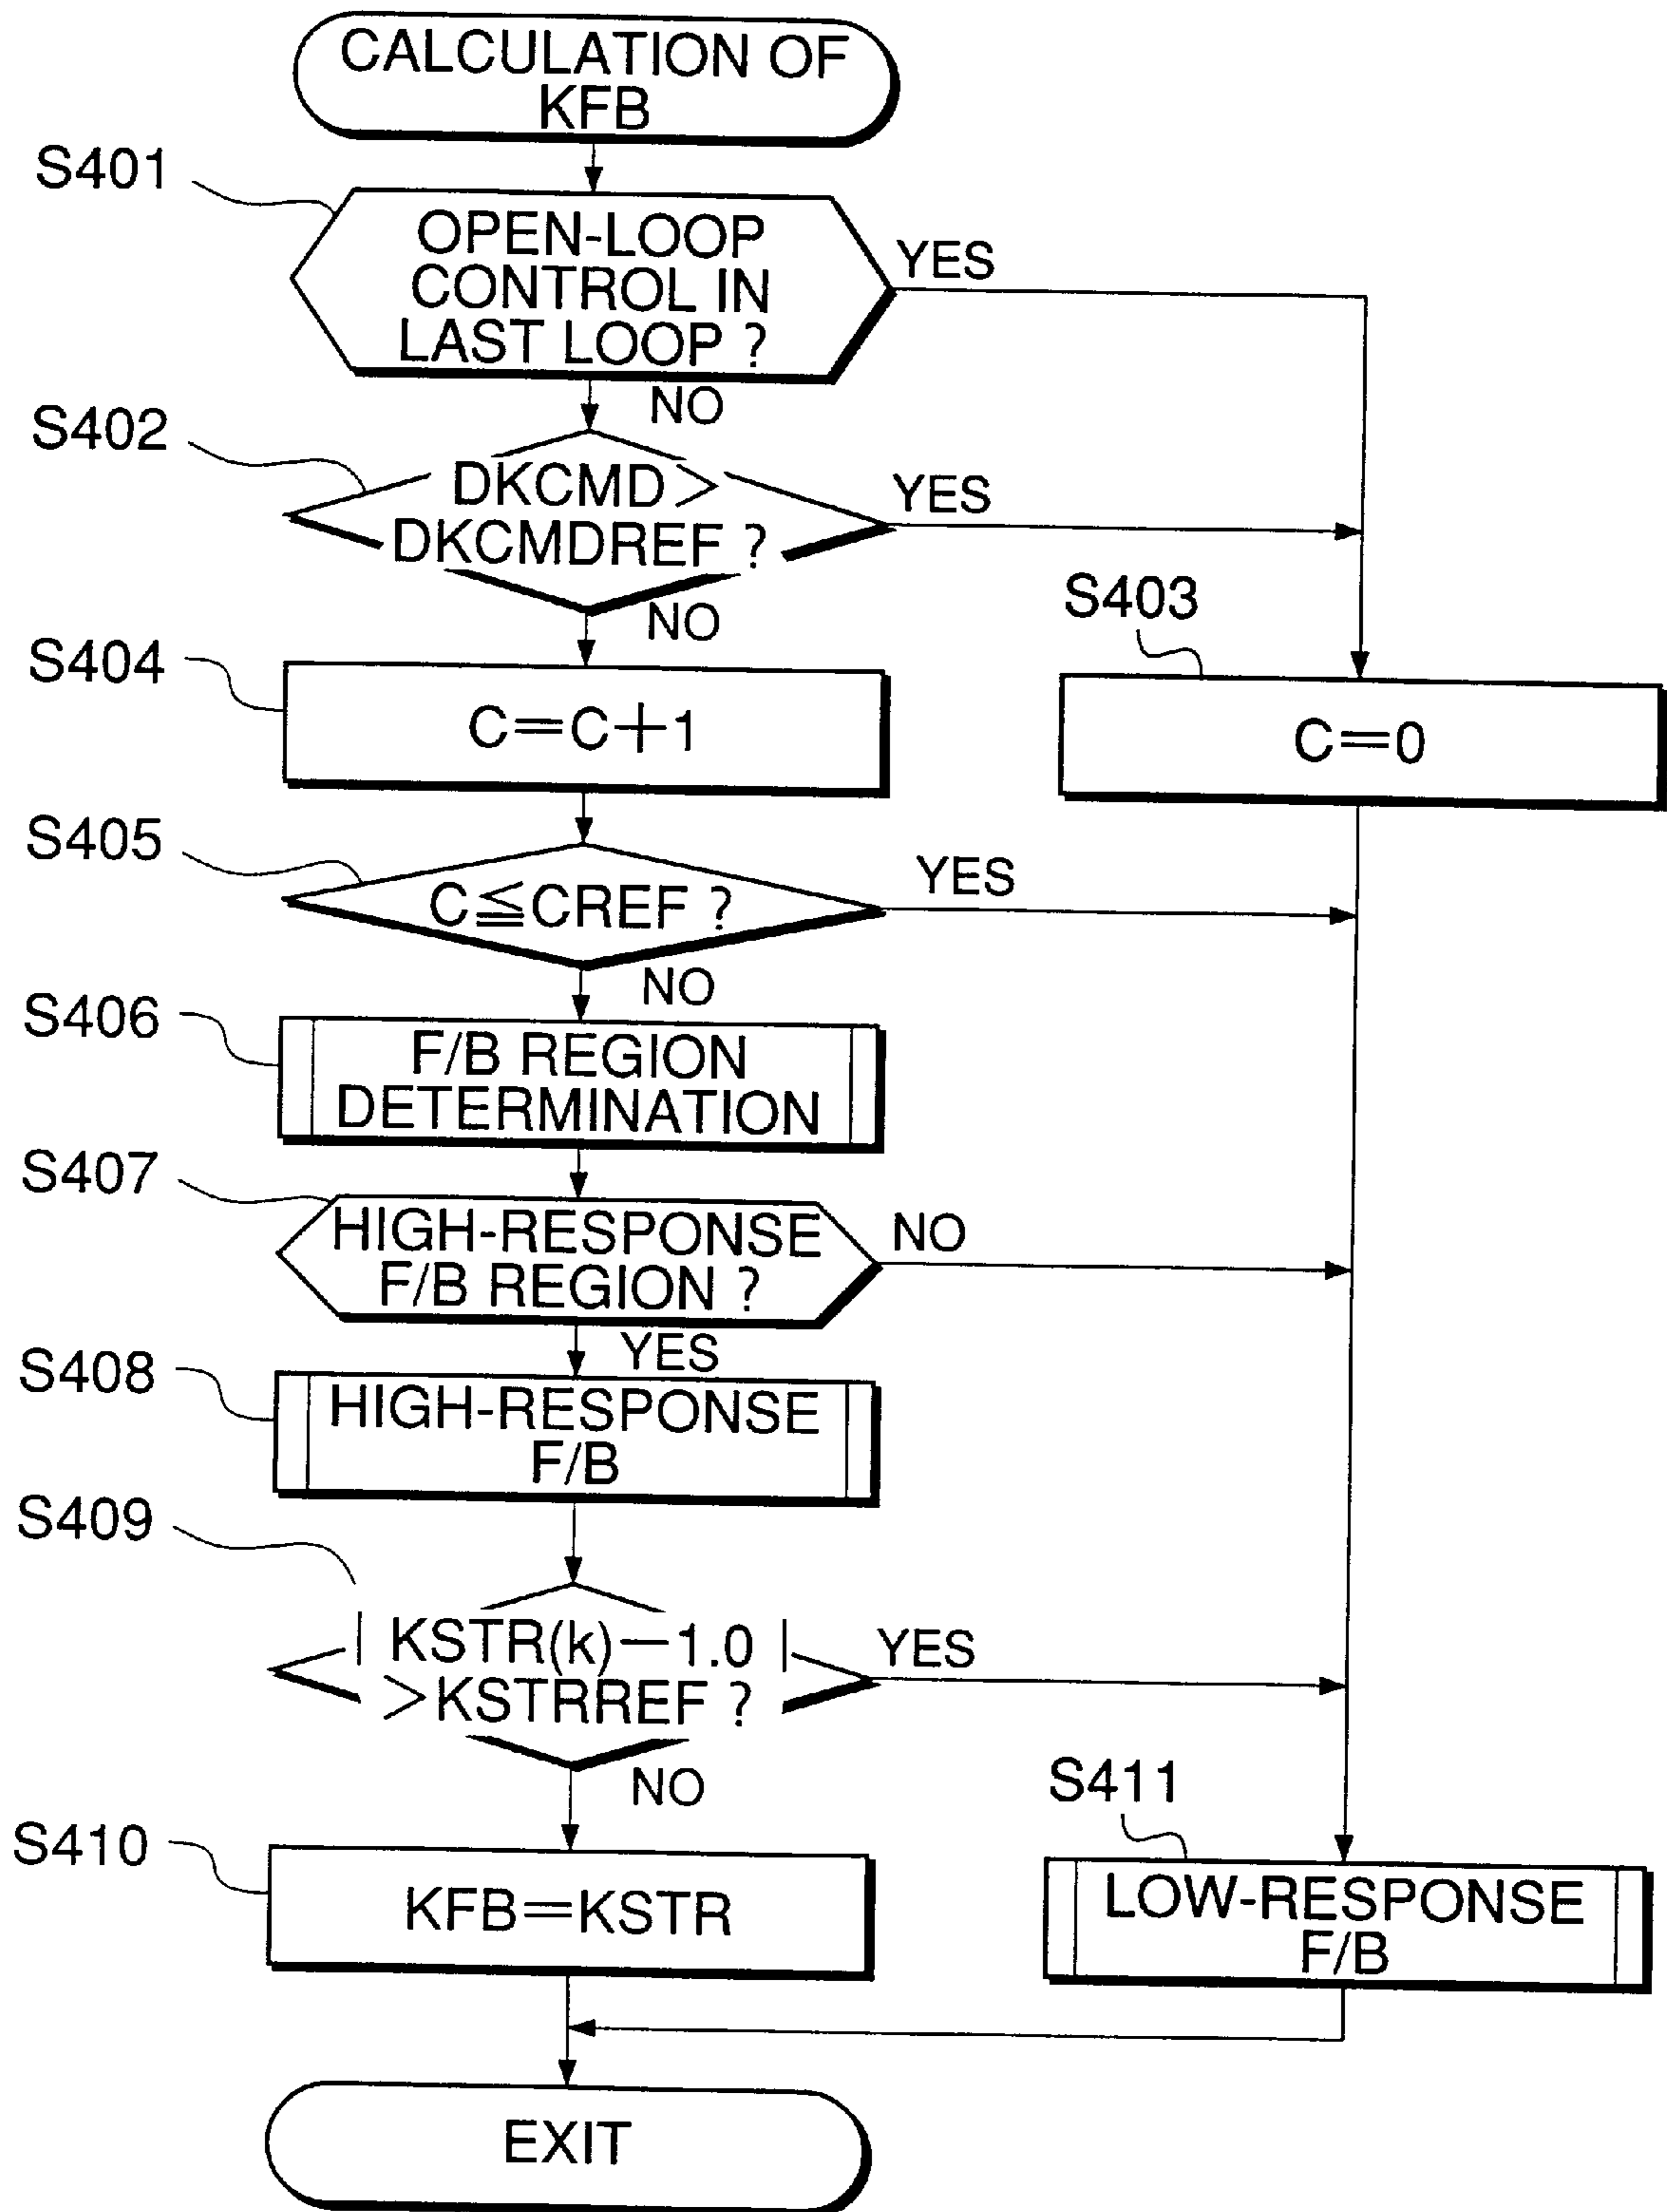 CALCULATION OF
KFB
S401
OPEN-LOOP
CONTROL IN
LAST LOOP ?
YES
NO
S402
DKCMD>
DKCMDREF ?
YES
NO
S403
C=0
S404
C=C+1
S405
C≦CREF ?
YES
NO
S406
F/B REGION
DETERMINATION
S407
HIGH-RESPONSE
F/B REGION ?
NO
YES
S408
HIGH-RESPONSE
F/B
S409
| KSTR(k)-1.0 |
>KSTRREF ?
YES
NO
S410
KFB=KSTR
S411
LOW-RESPONSE
F/B
EXIT